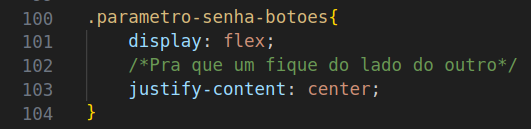 100 .parametro-senha-botoes{
101 display: flex;
102 /*Pra que um fique do lado do outro*/
103 justify-content: center;
104 }